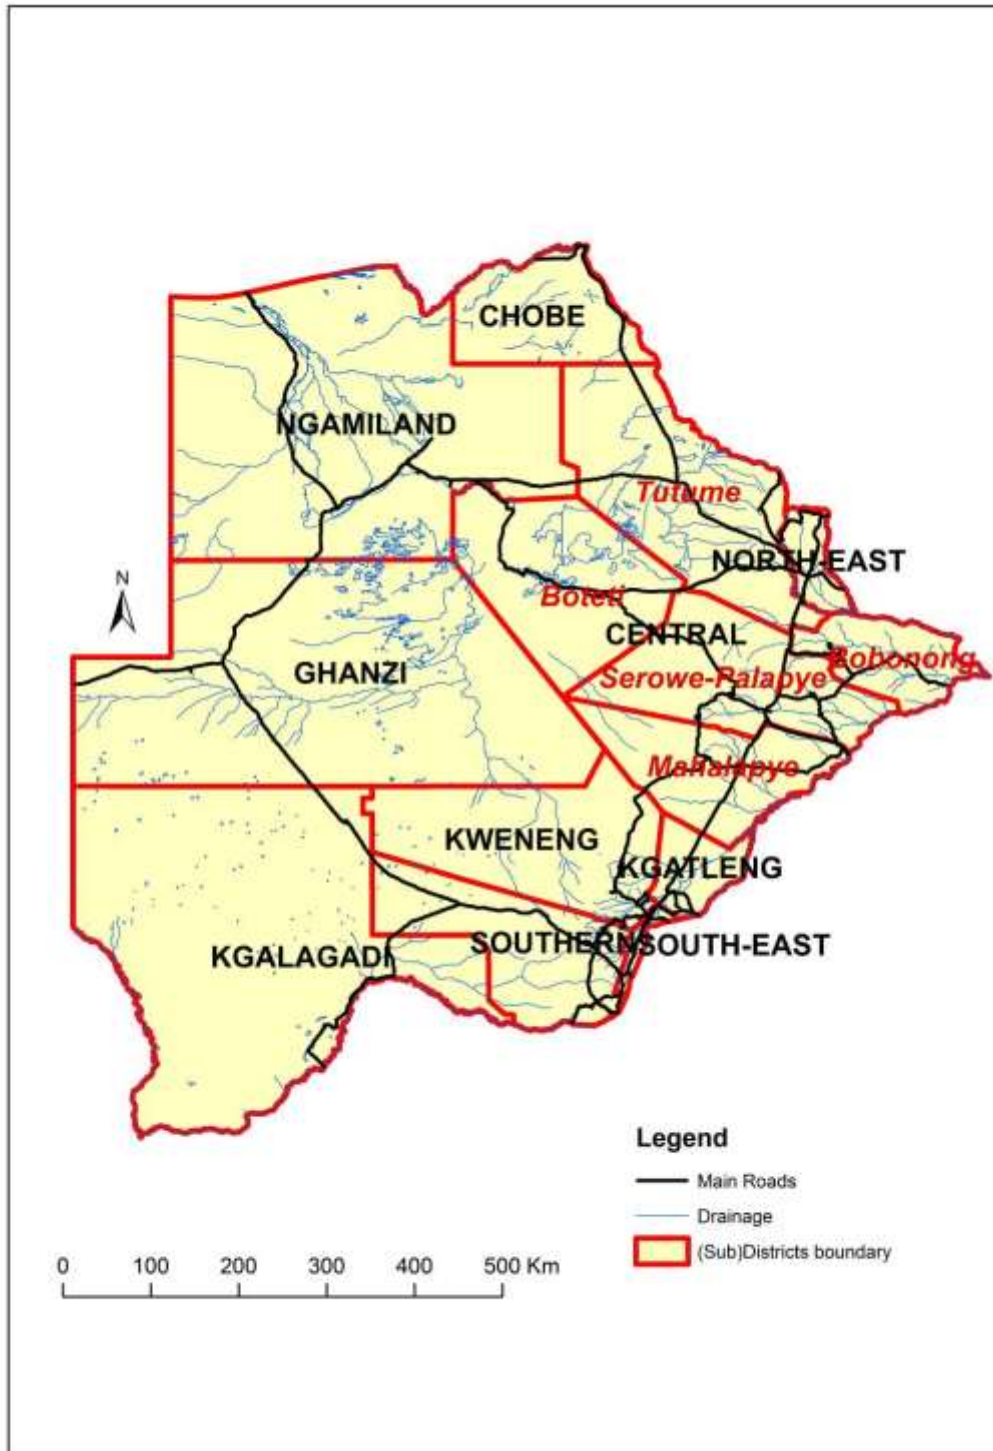 CHOBE
NGAMILAND
Tutume
NORTH-EAST
Boteti
CENTRAL
Bobonong
N
GHANZI
Serowe-Palapye
Mahalapye
KWENENG
KGATLENG
SOUTHERN
SOUTH-EAST
KGALAGADI
Legend
Main Roads
Drainage
(Sub)Districts boundary
0 100 200 300 400 500 Km